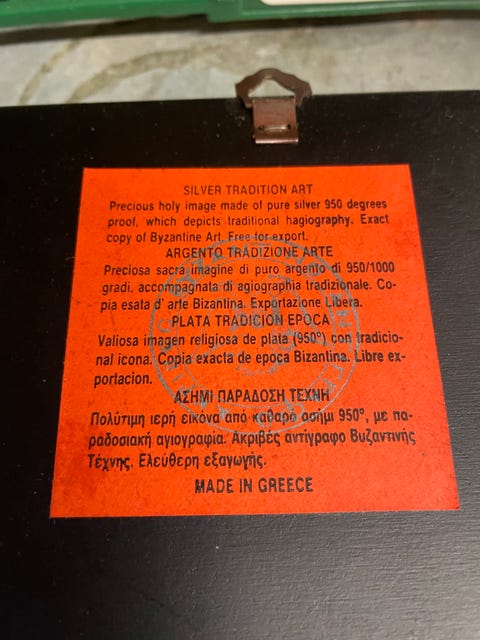 SILVER TRADITION ART
Precious holy image made of pure silver 950 degrees
proof, which depicts traditional hagiography. Exact
copy of Byzantine Art. Free for export.
ARGENTO TRADIZIONE ARTE
Preciosa sacra imagine di puro argento di 950/1000
gradi, accompagnata di agiographia tradizionale. Co-
pia esata d' arte Bizantina. Exportazione Libera.
PLATA TRADICION EPOCA
Valiosa imagen religiosa de plata (950º) con tradicio-
nal icona. Copia exacta de epoca Bizantina. Libre ex-
portacion.
ΑΣΗΜΙ ΠΑΡΑΔΟΣΗ ΤΕΧΝΗ
Πολύτιμη ιερή εικόνα από καθαρό ασήμι 950º, με πα-
ραδοσιακή αγιογραφία. Ακριβές αντίγραφο Βυζαντινής
Τέχνης. Ελεύθερη εξαγωγής.
MADE IN GREECE